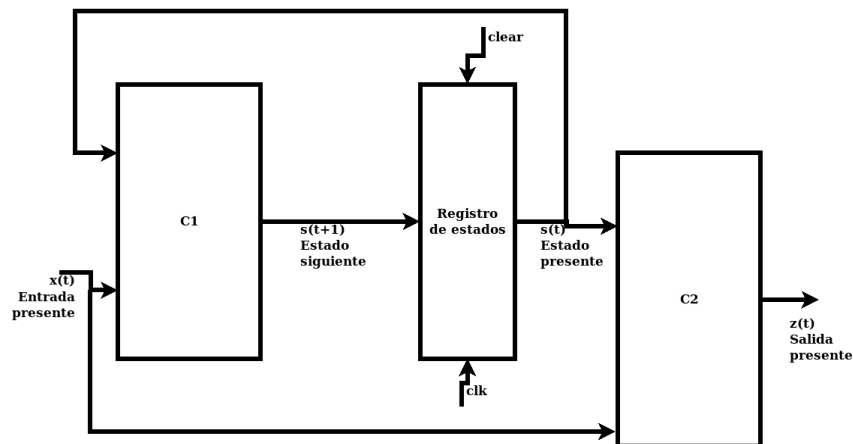 clear
C1
Registro
de estados
s(t+1)
Estado
siguiente
s(t)
Estado
presente
x(t)
Entrada
presente
C2
z(t)
Salida
presente
clk